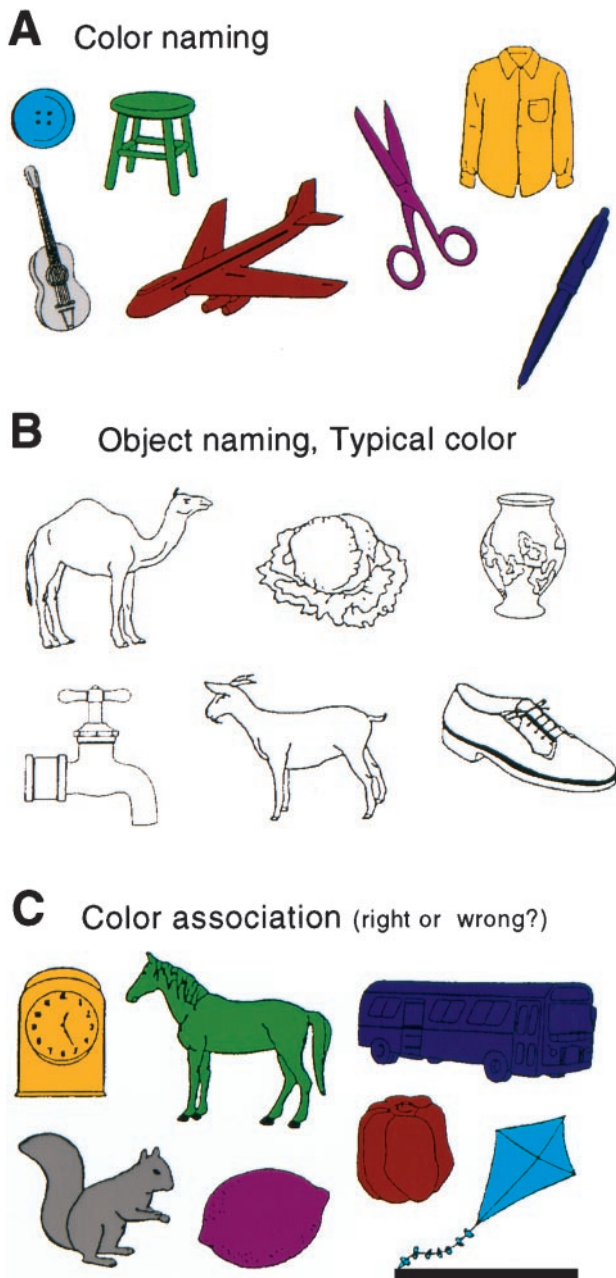 A Color naming
B Object naming, Typical color
C Color association (right or wrong?)